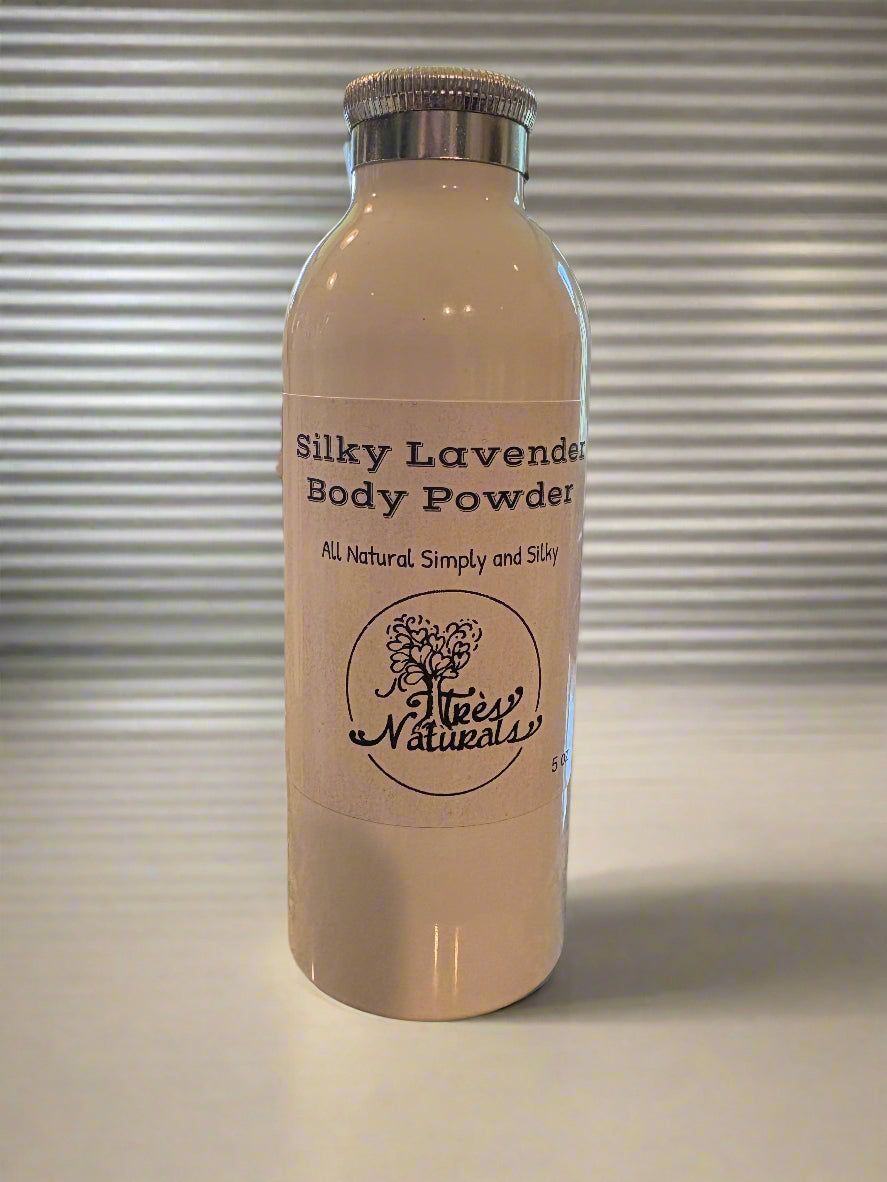 Silky Lavender
Body Powder
All Natural Simply and Silky
Très
Naturals
5 oz